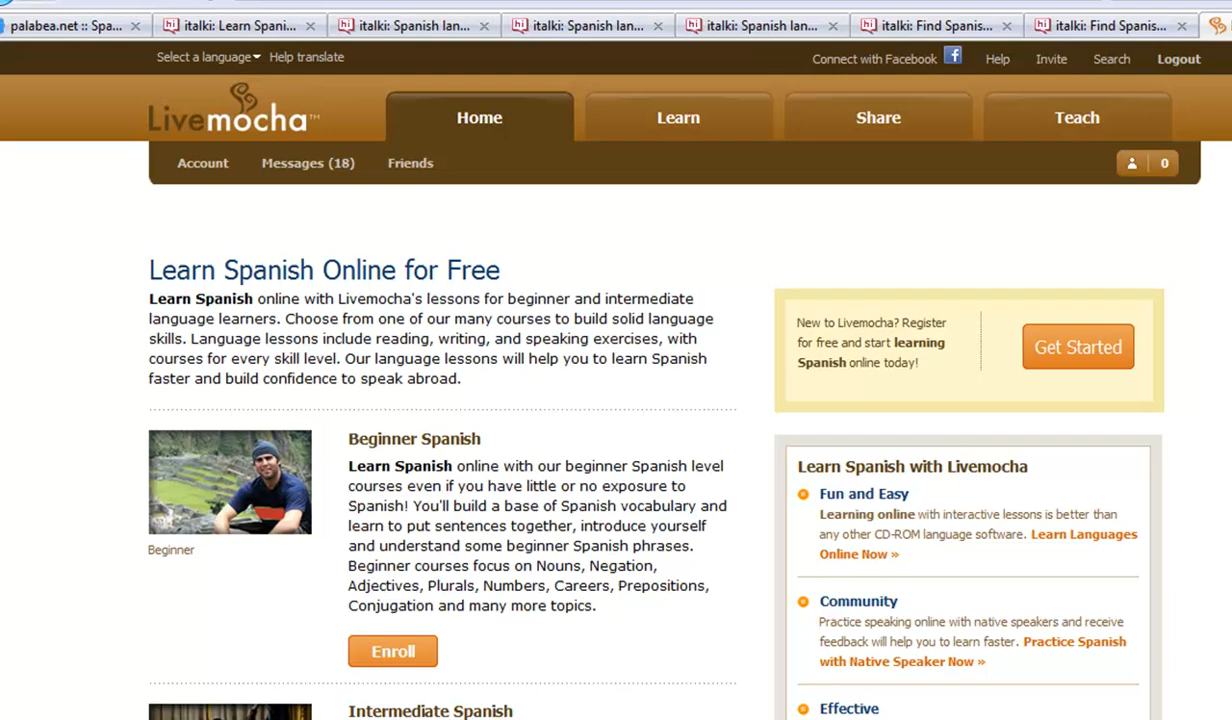 palabea.net :: Spa...
italki: Learn Spanis...
italki: Spanish lan...
italki: Spanish lan...
italki: Spanish lan...
italki: Find Spanis...
italki: Find Spanis...
Select a language Help translate
Connect with Facebook Help Invite Search Logout
Livemocha™
Home Learn Share Teach
Account Messages (18) Friends
0
Learn Spanish Online for Free
Learn Spanish online with Livemocha's lessons for beginner and intermediate
language learners. Choose from one of our many courses to build solid language
skills. Language lessons include reading, writing, and speaking exercises, with
courses for every skill level. Our language lessons will help you to learn Spanish
faster and build confidence to speak abroad.
New to Livemocha? Register
for free and start learning
Spanish online today!
Get Started
Beginner
Beginner Spanish
Learn Spanish online with our beginner Spanish level
courses even if you have little or no exposure to
Spanish! You'll build a base of Spanish vocabulary and
learn to put sentences together, introduce yourself
and understand some beginner Spanish phrases.
Beginner courses focus on Nouns, Negation,
Adjectives, Plurals, Numbers, Careers, Prepositions,
Conjugation and many more topics.
Enroll
Intermediate Spanish
Learn Spanish with Livemocha
Fun and Easy
Learning online with interactive lessons is better than
any other CD-ROM language software. Learn Languages
Online Now »
Community
Practice speaking online with native speakers and receive
feedback will help you to learn faster. Practice Spanish
with Native Speaker Now »
Effective